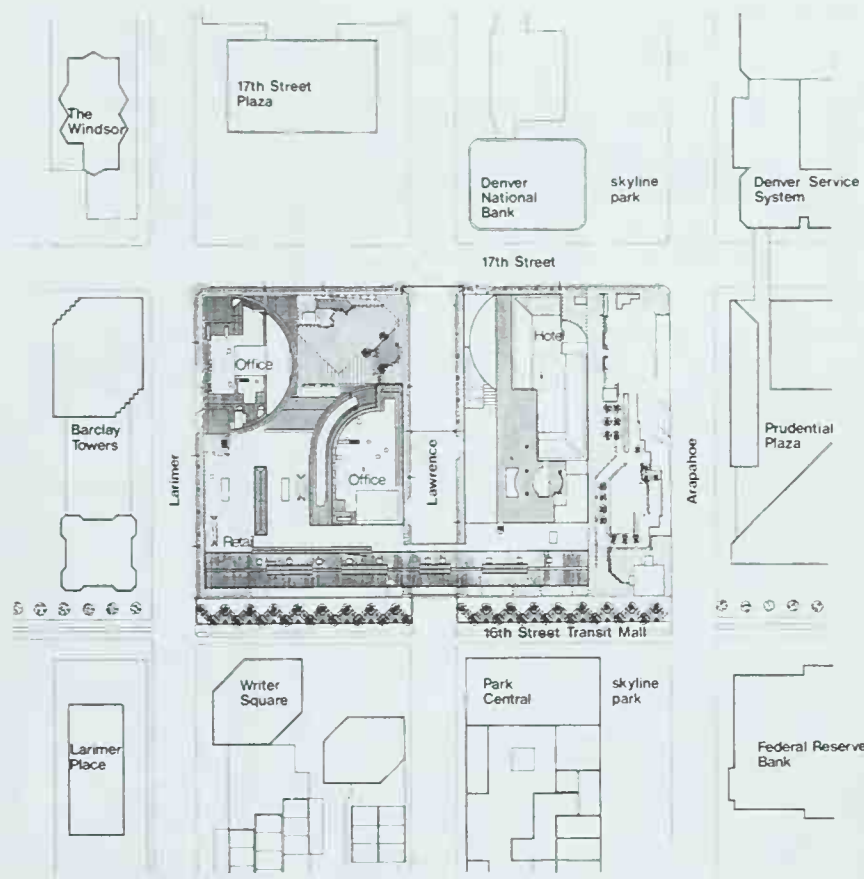 The
Windsor
17th Street
Plaza
Denver
National
Bank
skyline
park
Denver Service
System
17th Street
Office
Hotel
Barclay
Towers
Larimer
Office
Lawrence
Arapahoe
Prudential
Plaza
Retail
16th Street Transit Mall
Writer
Square
Park
Central
skyline
park
Larimer
Place
Federal Reserve
Bank